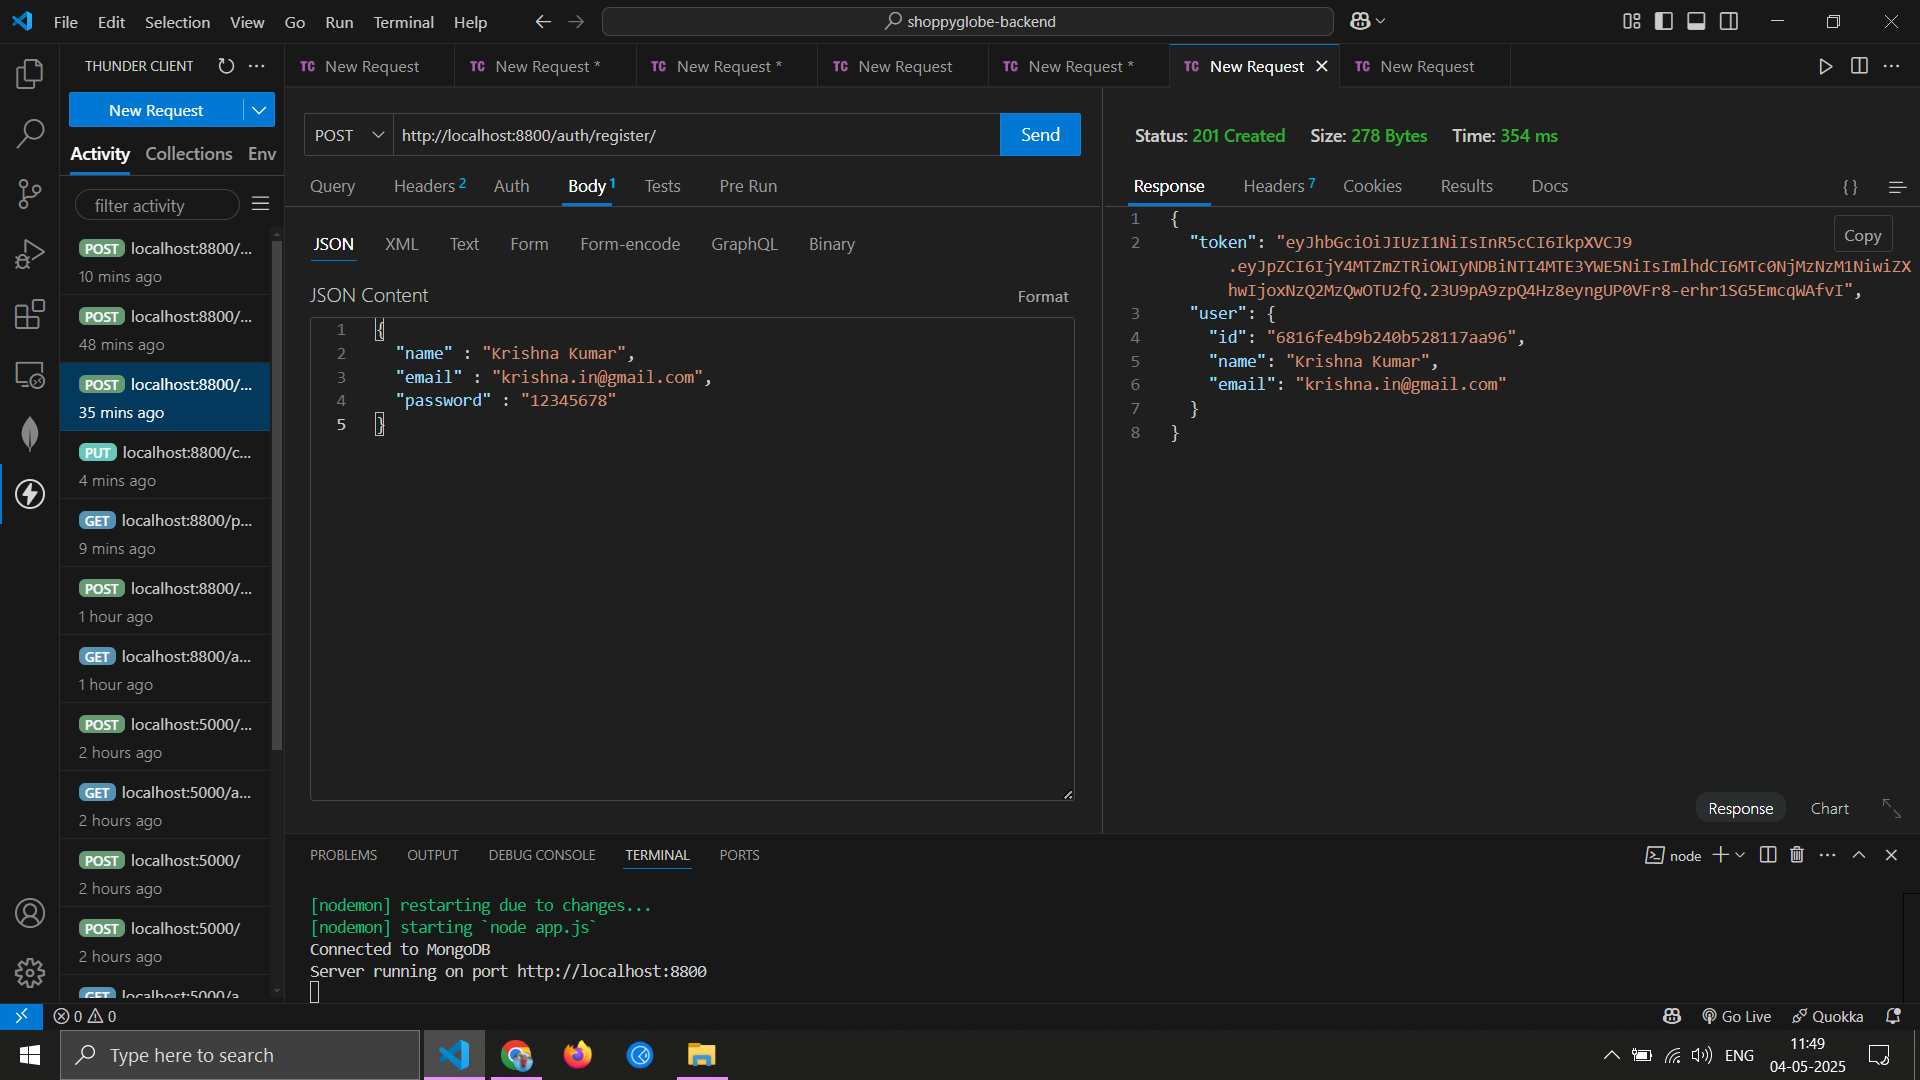 File Edit Selection View Go Run Terminal Help
shoppyglobe-backend
THUNDER CLIENT
New Request
Activity Collections Env
filter activity
POST localhost:8800/...
10 mins ago
POST localhost:8800/...
48 mins ago
POST localhost:8800/...
35 mins ago
PUT localhost:8800/c...
4 mins ago
GET localhost:8800/p...
9 mins ago
POST localhost:8800/...
1 hour ago
GET localhost:8800/a...
1 hour ago
POST localhost:5000/...
2 hours ago
GET localhost:5000/a...
2 hours ago
POST localhost:5000/
2 hours ago
POST localhost:5000/
2 hours ago
GET localhost:5000/a...
TC New Request TC New Request * TC New Request * TC New Request TC New Request * TC New Request TC New Request
POST http://localhost:8800/auth/register/ Send
Query Headers 2 Auth Body 1 Tests Pre Run
JSON XML Text Form Form-encode GraphQL Binary
JSON Content Format
1 {
2 "name" : "Krishna Kumar",
3 "email" : "krishna.in@gmail.com",
4 "password" : "12345678"
5 }
Status: 201 Created Size: 278 Bytes Time: 354 ms
Response Headers 7 Cookies Results Docs {}
Copy
1 {
2 "token": "eyJhbGciOiJIUzI1NiIsInR5cCI6IkpXVCJ9
.eyJpZCI6IjY4MTZmZTRiOWIyNDBiNTI4MTE3YWE5NiIsImlhdCI6MTc0NjMzNzM1NiwiZX
hwIjoxNzQ2MzQwOTU2fQ.23U9pA9zpQ4Hz8eyngUP0VFr8-erhr1SG5EmcqWAfvI",
3 "user": {
4 "id": "6816fe4b9b240b528117aa96",
5 "name": "Krishna Kumar",
6 "email": "krishna.in@gmail.com"
7 }
8 }
Response Chart
PROBLEMS OUTPUT DEBUG CONSOLE TERMINAL PORTS
node
[nodemon] restarting due to changes...
[nodemon] starting `node app.js`
Connected to MongoDB
Server running on port http://localhost:8800
0 0
Go Live Quokka
Type here to search
ENG
11:49
04-05-2025